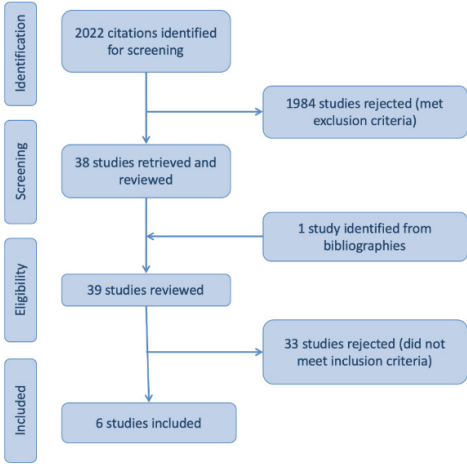 Identification
2022 citations identified
for screening
1984 studies rejected (met
exclusion criteria)
Screening
38 studies retrieved and
reviewed
1 study identified from
bibliographies
Eligibility
39 studies reviewed
33 studies rejected (did not
meet inclusion criteria)
Included
6 studies included